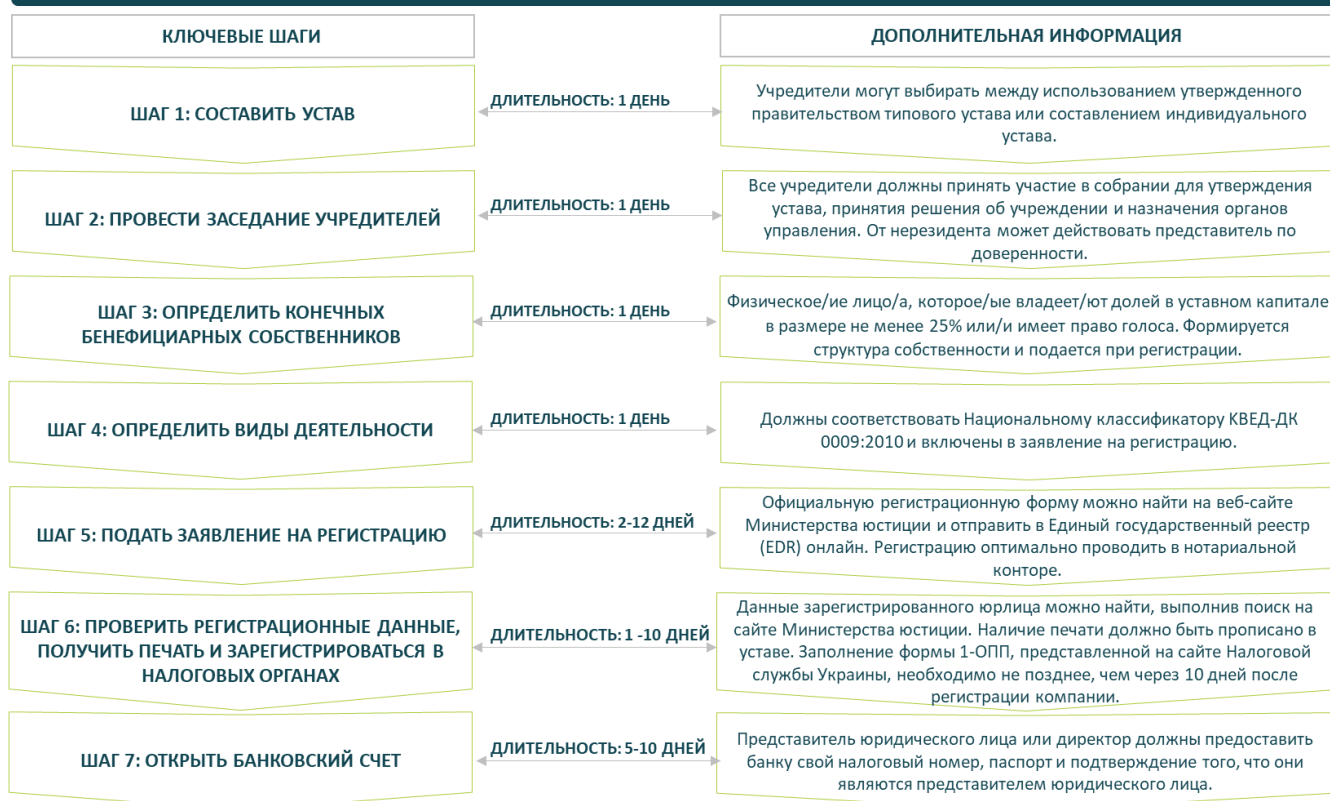 КЛЮЧЕВЫЕ ШАГИ
ДОПОЛНИТЕЛЬНАЯ ИНФОРМАЦИЯ
ШАГ 1: СОСТАВИТЬ УСТАВ
ДЛИТЕЛЬНОСТЬ: 1 ДЕНЬ
Учредители могут выбирать между использованием утвержденного
правительством типового устава или составлением индивидуального
устава.
ШАГ 2: ПРОВЕСТИ ЗАСЕДАНИЕ УЧРЕДИТЕЛЕЙ
ДЛИТЕЛЬНОСТЬ: 1 ДЕНЬ
Все учредители должны принять участие в собрании для утверждения
устава, принятия решения об учреждении и назначения органов
управления. От нерезидента может действовать представитель по
доверенности.
ШАГ 3: ОПРЕДЕЛИТЬ КОНЕЧНЫХ
БЕНЕФИЦИАРНЫХ СОБСТВЕННИКОВ
ДЛИТЕЛЬНОСТЬ: 1 ДЕНЬ
Физическое/ие лицо/а, которое/ые владеет/ют долей в уставном капитале
в размере не менее 25% или/и имеет право голоса. Формируется
структура собственности и подается при регистрации.
ШАГ 4: ОПРЕДЕЛИТЬ ВИДЫ ДЕЯТЕЛЬНОСТИ
ДЛИТЕЛЬНОСТЬ: 1 ДЕНЬ
Должны соответствовать Национальному классификатору КВЕД-ДК
0009:2010 и включены в заявление на регистрацию.
ШАГ 5: ПОДАТЬ ЗАЯВЛЕНИЕ НА РЕГИСТРАЦИЮ
ДЛИТЕЛЬНОСТЬ: 2-12 ДНЕЙ
Официальную регистрационную форму можно найти на веб-сайте
Министерства юстиции и отправить в Единый государственный реестр
(EDR) онлайн. Регистрацию оптимально проводить в нотариальной
конторе.
ШАГ 6: ПРОВЕРИТЬ РЕГИСТРАЦИОННЫЕ ДАННЫЕ,
ПОЛУЧИТЬ ПЕЧАТЬ И ЗАРЕГИСТРИРОВАТЬСЯ В
НАЛОГОВЫХ ОРГАНАХ
ДЛИТЕЛЬНОСТЬ: 1 -10 ДНЕЙ
Данные зарегистрированного юрлица можно найти, выполнив поиск на
сайте Министерства юстиции. Наличие печати должно быть прописано в
уставе. Заполнение формы 1-ОПП, представленной на сайте Налоговой
службы Украины, необходимо не позднее, чем через 10 дней после
регистрации компании.
ШАГ 7: ОТКРЫТЬ БАНКОВСКИЙ СЧЕТ
ДЛИТЕЛЬНОСТЬ: 5-10 ДНЕЙ
Представитель юридического лица или директор должны предоставить
банку свой налоговый номер, паспорт и подтверждение того, что они
являются представителем юридического лица.